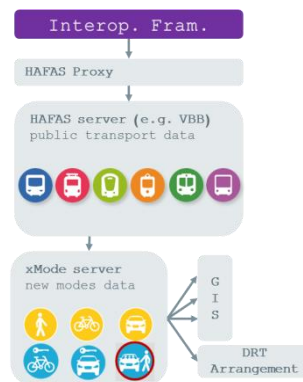 Interop. Fram.
HAFAS Proxy
HAFAS server (e.g. VBB)
public transport data
xMode server
new modes data
G
I
S
DRT
Arrangement